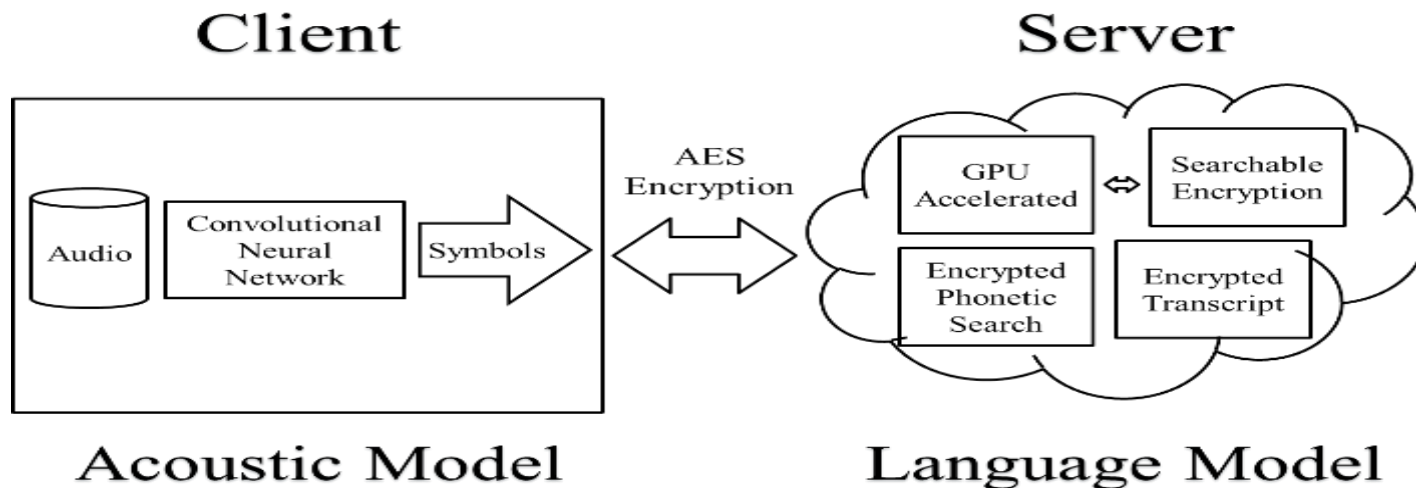 Client
Server
Audio
Convolutional
Neural
Network
Symbols
AES
Encryption
GPU
Accelerated
Searchable
Encryption
Encrypted
Phonetic
Search
Encrypted
Transcript
Acoustic Model
Language Model